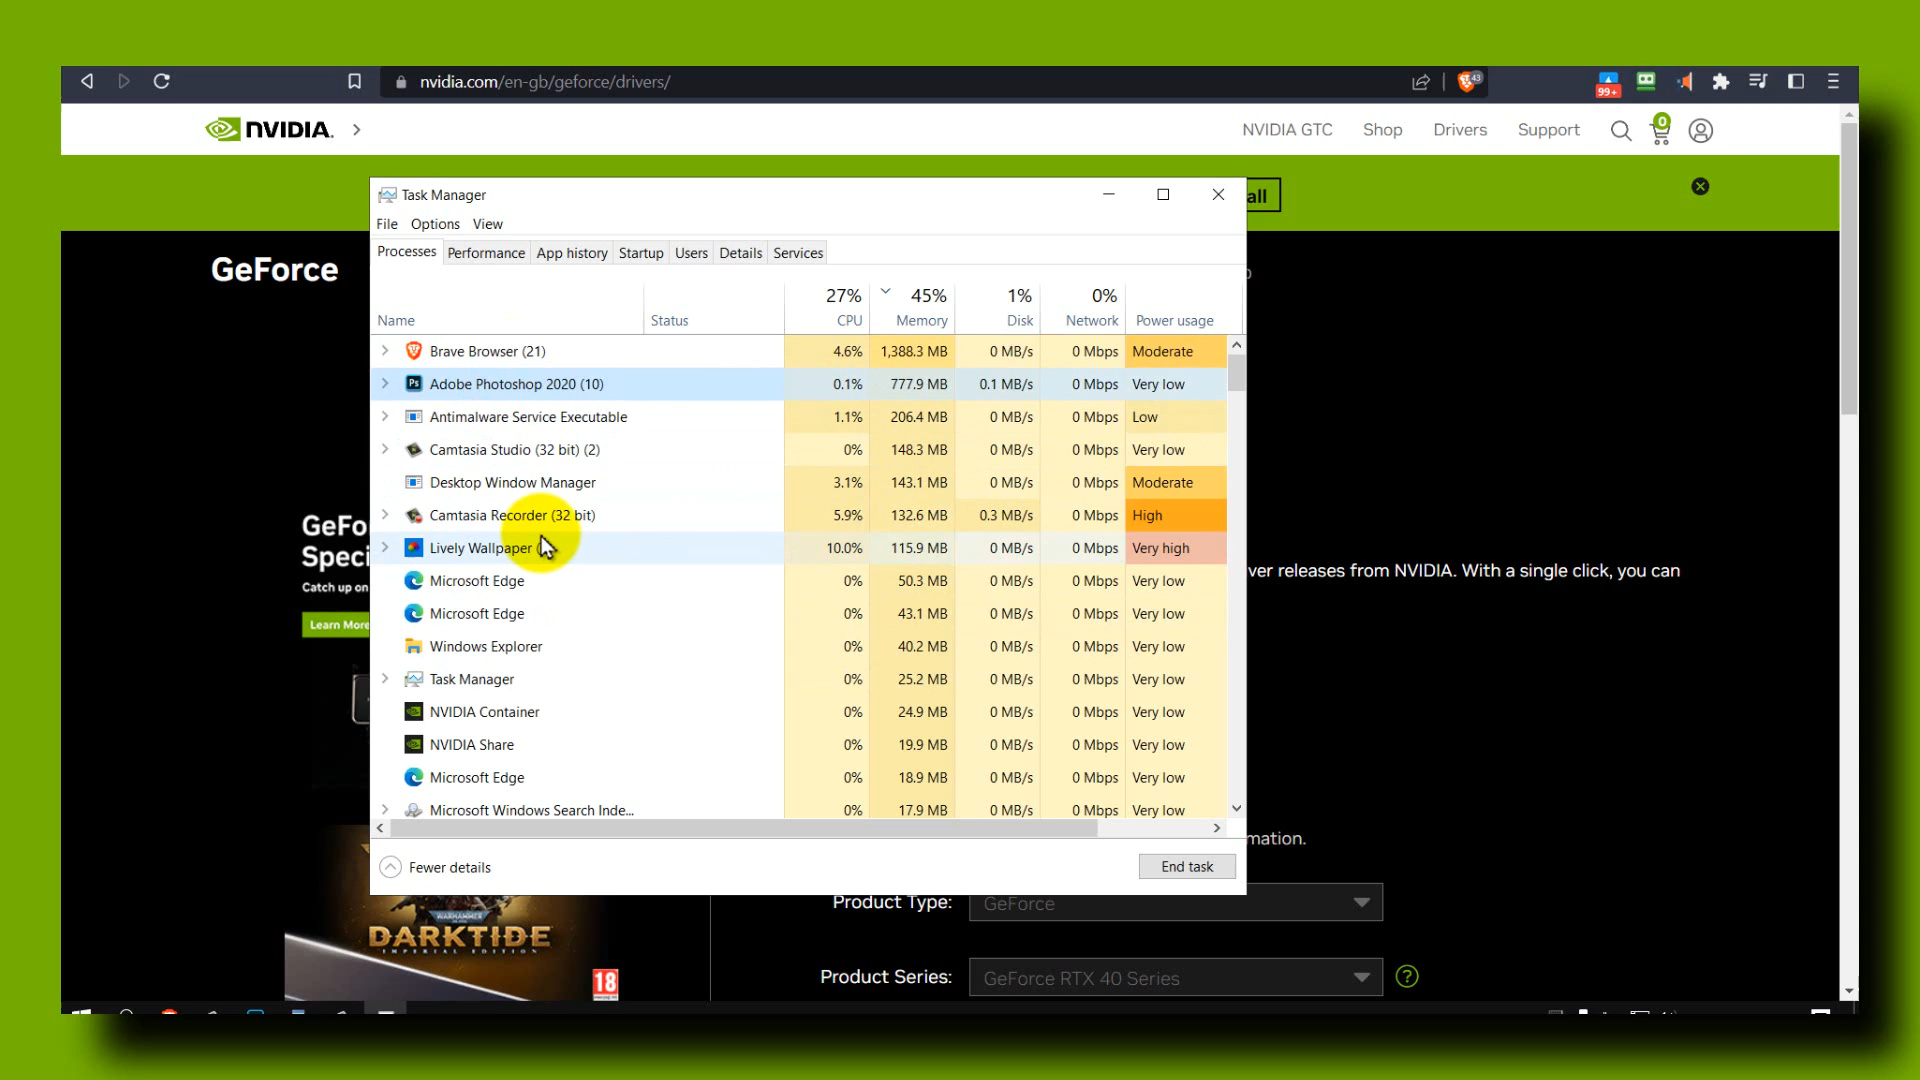 nvidia.com/en-gb/geforce/drivers/
43
99+
NVIDIA.
NVIDIA GTC Shop Drivers Support
0
all
Task Manager
File Options View
Processes Performance App history Startup Users Details Services
27% 45% 1% 0%
Name Status CPU Memory Disk Network Power usage
Brave Browser (21) 4.6% 1,388.3 MB 0 MB/s 0 Mbps Moderate
Ps Adobe Photoshop 2020 (10) 0.1% 777.9 MB 0.1 MB/s 0 Mbps Very low
Antimalware Service Executable 1.1% 206.4 MB 0 MB/s 0 Mbps Low
Camtasia Studio (32 bit) (2) 0% 148.3 MB 0 MB/s 0 Mbps Very low
Desktop Window Manager 3.1% 143.1 MB 0 MB/s 0 Mbps Moderate
Camtasia Recorder (32 bit) 5.9% 132.6 MB 0.3 MB/s 0 Mbps High
Lively Wallpaper 10.0% 115.9 MB 0 MB/s 0 Mbps Very high
Microsoft Edge 0% 50.3 MB 0 MB/s 0 Mbps Very low
Microsoft Edge 0% 43.1 MB 0 MB/s 0 Mbps Very low
Windows Explorer 0% 40.2 MB 0 MB/s 0 Mbps Very low
Task Manager 0% 25.2 MB 0 MB/s 0 Mbps Very low
NVIDIA Container 0% 24.9 MB 0 MB/s 0 Mbps Very low
NVIDIA Share 0% 19.9 MB 0 MB/s 0 Mbps Very low
Microsoft Edge 0% 18.9 MB 0 MB/s 0 Mbps Very low
Microsoft Windows Search Inde... 0% 17.9 MB 0 MB/s 0 Mbps Very low
Fewer details End task
GeForce
GeFo
Speci
Catch up on
Learn More
ver releases from NVIDIA. With a single click, you can
mation.
Product Type: GeForce
Product Series: GeForce RTX 40 Series ?
WARHAMMER
DARKTIDE
IMPERIAL EDITION
18